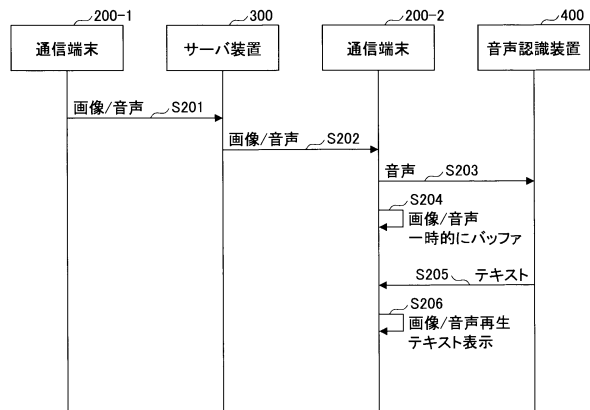 200-1
300
200-2
400
通信端末
サーバ装置
通信端末
音声認識装置
画像/音声 S201
画像/音声 S202
音声 S203
S204
画像/音声
一時的にバッファ
S205 テキスト
S206
画像/音声再生
テキスト表示